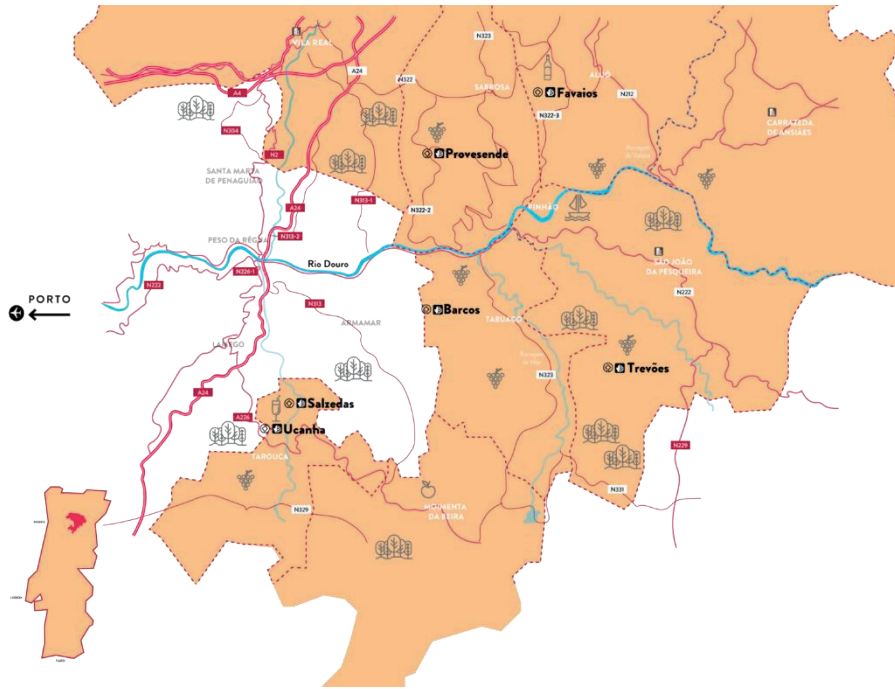 VILA REAL
N323
A24
N322
SABROSA
ALIJÓ
Favaios
N212
A4
CARRAZEDA
DE ANSIÃES
N304
N322-3
N2
Provesende
SANTA MARTA
DE PENAGUIÃO
N313-1
A24
N322-2
PINHÃO
PESO DA RÉGUA
N313-2
Rio Douro
N226-1
SÃO JOÃO
DA PESQUEIRA
N222
N222
PORTO
N313
Barcos
ARMAMAR
TABUAÇO
LAMEGO
Trevões
N323
A24
Salzedas
A226
Ucanha
N229
TAROUCA
N331
MOIMENTA
DA BEIRA
N329